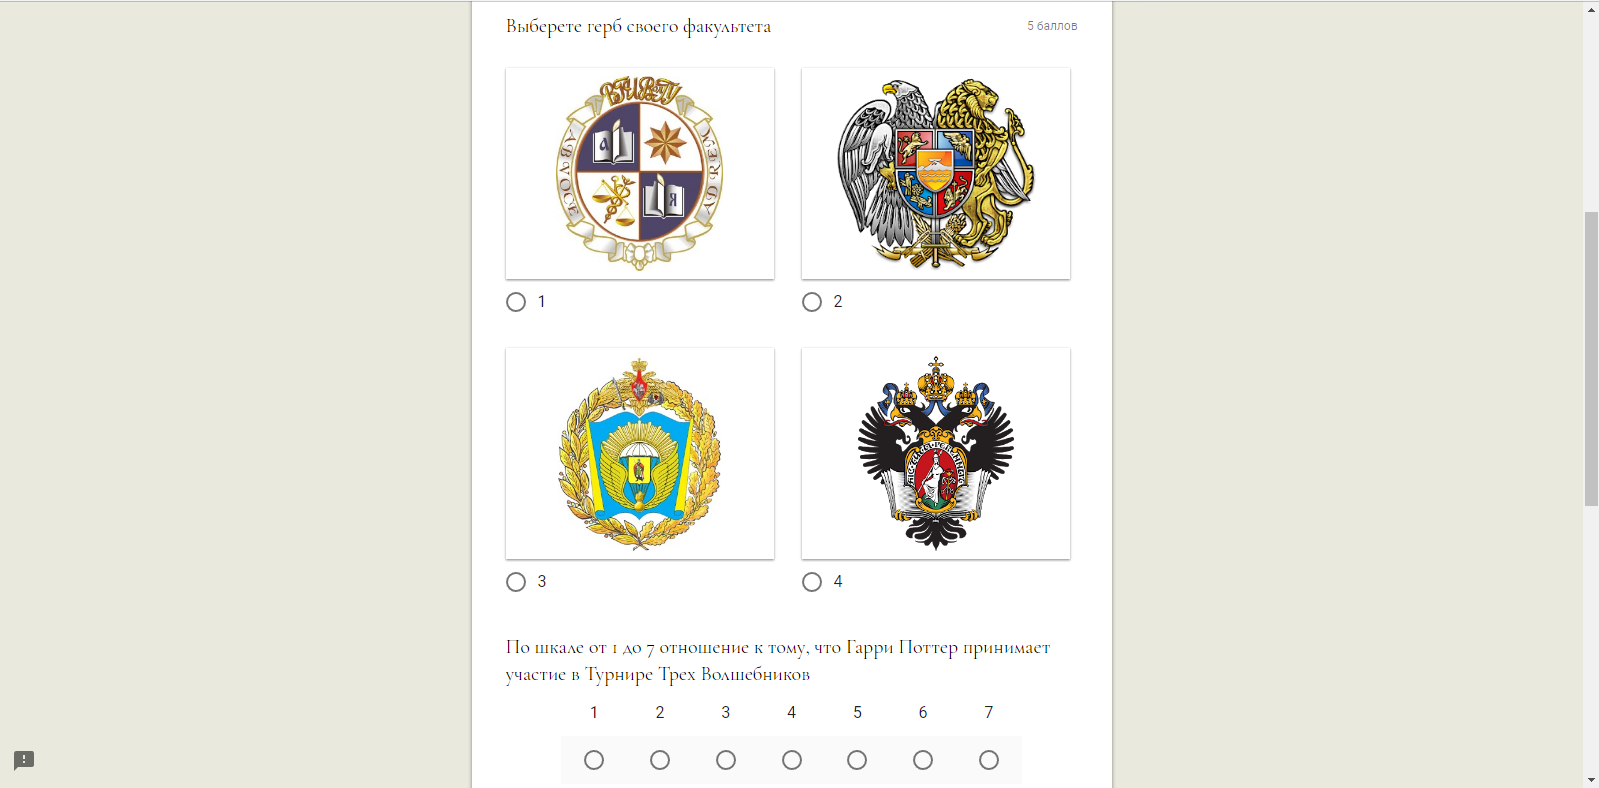 Выберете герб своего факультета
5 баллов
1
2
3
4
По шкале от 1 до 7 отношение к тому, что Гарри Поттер принимает
участие в Турнире Трех Волшебников
1 2 3 4 5 6 7